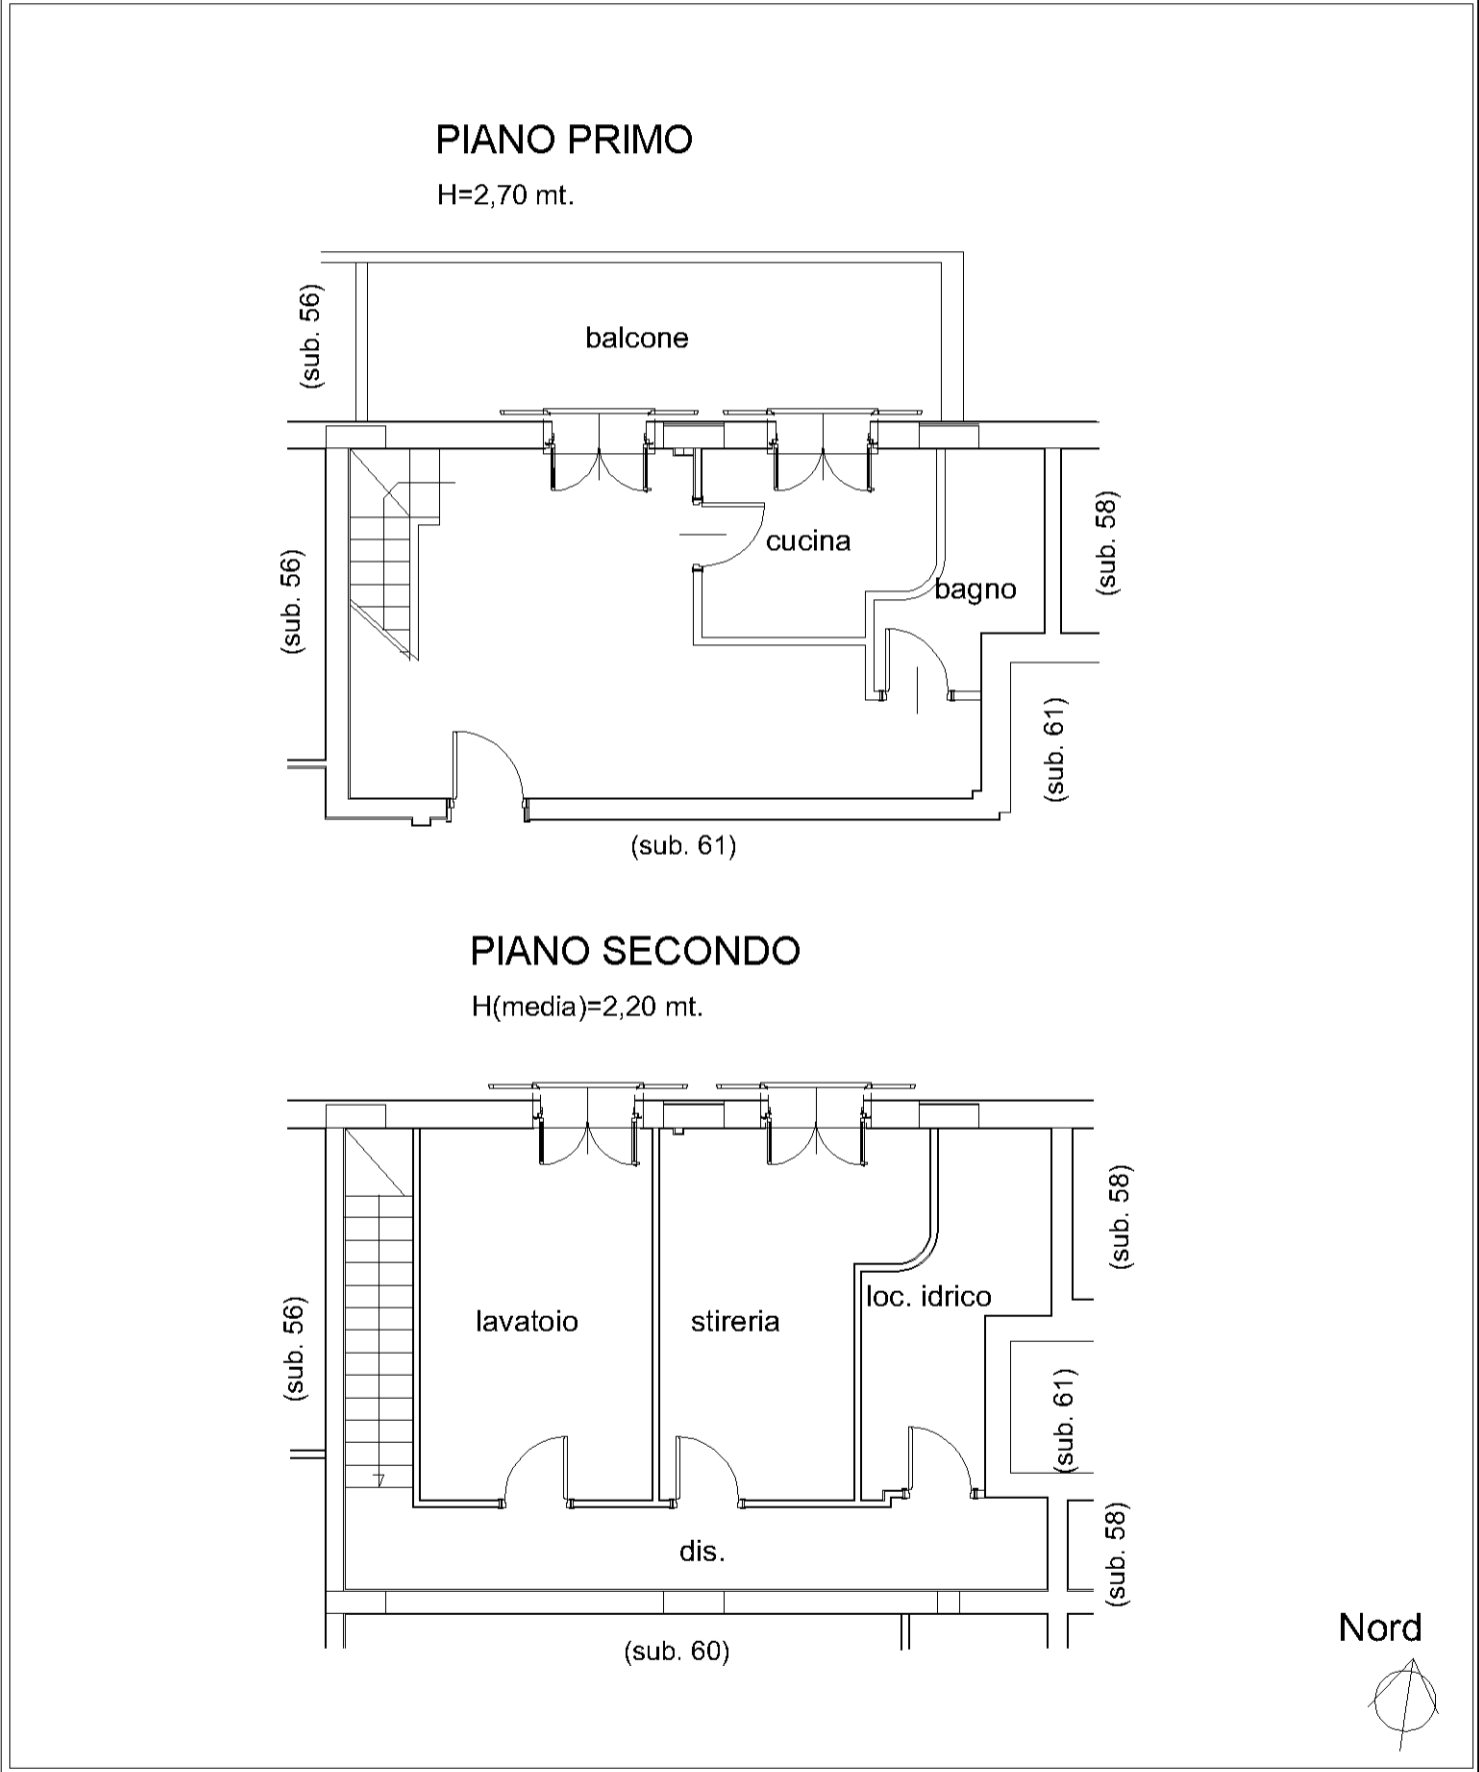 PIANO PRIMO
H=2,70 mt.
(sub. 56)
balcone
(sub. 56)
cucina
bagno
(sub. 58)
(sub. 61)
(sub. 61)
PIANO SECONDO
H(media)=2,20 mt.
(sub. 58)
(sub. 56)
lavatoio
stireria
loc. idrico
(sub. 61)
dis.
(sub. 58)
(sub. 60)
Nord